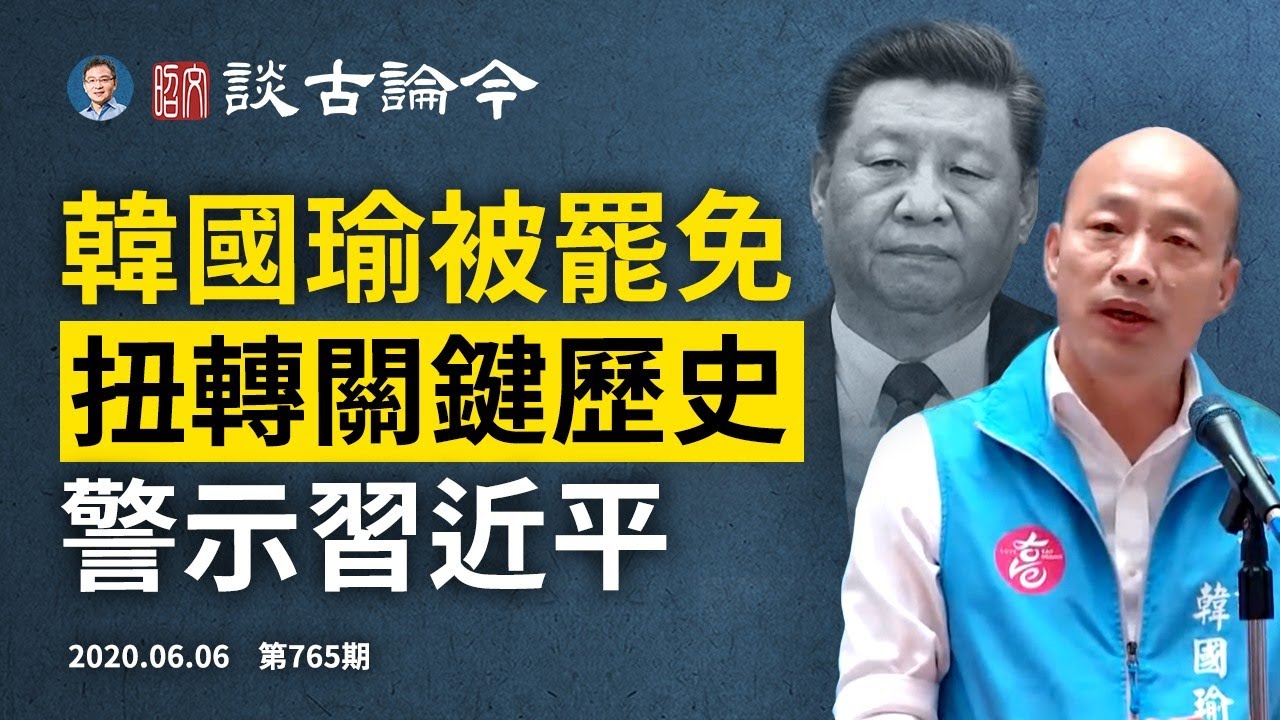 昭文 談古論今
韓國瑜被罷免
扭轉關鍵歷史
警示習近平
2020.06.06 第765期
韓國瑜